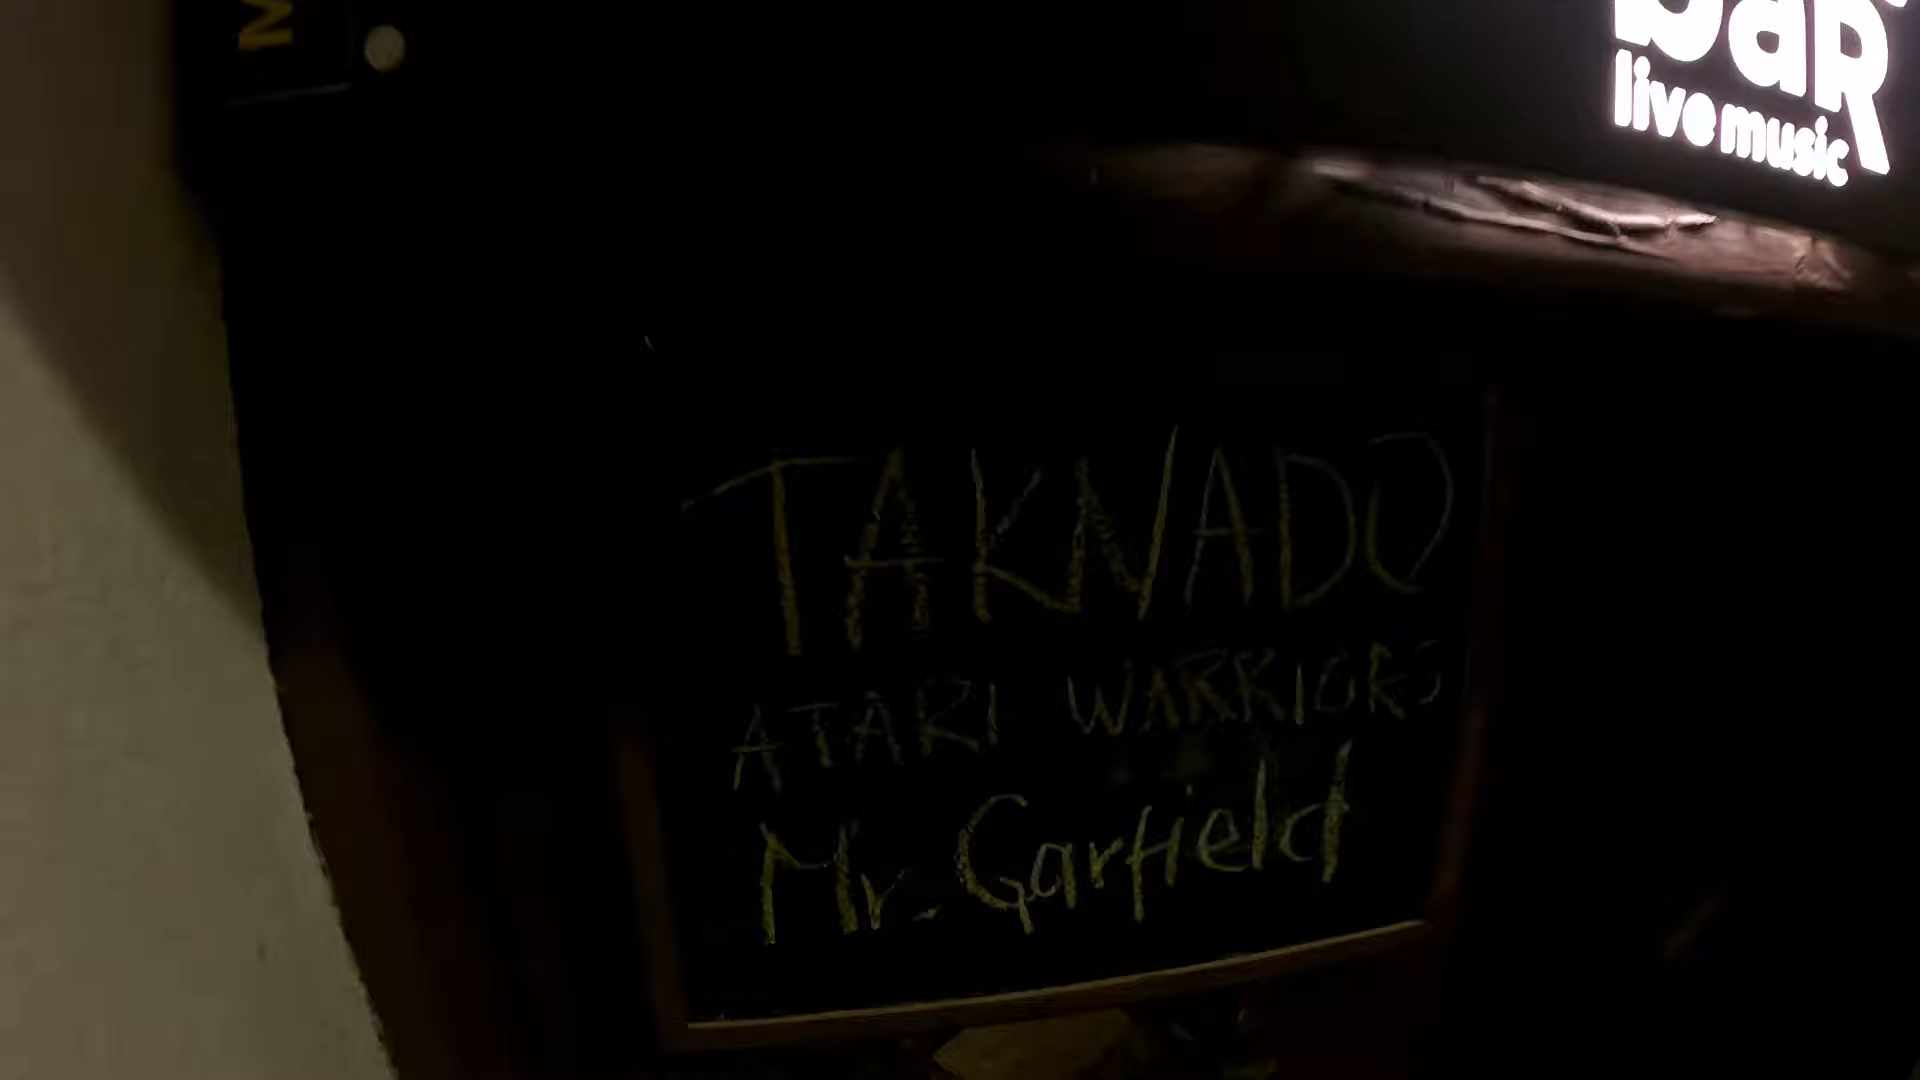 baR
live music
TAKNADO
ATARI WARRIORS
Mr. Garfield